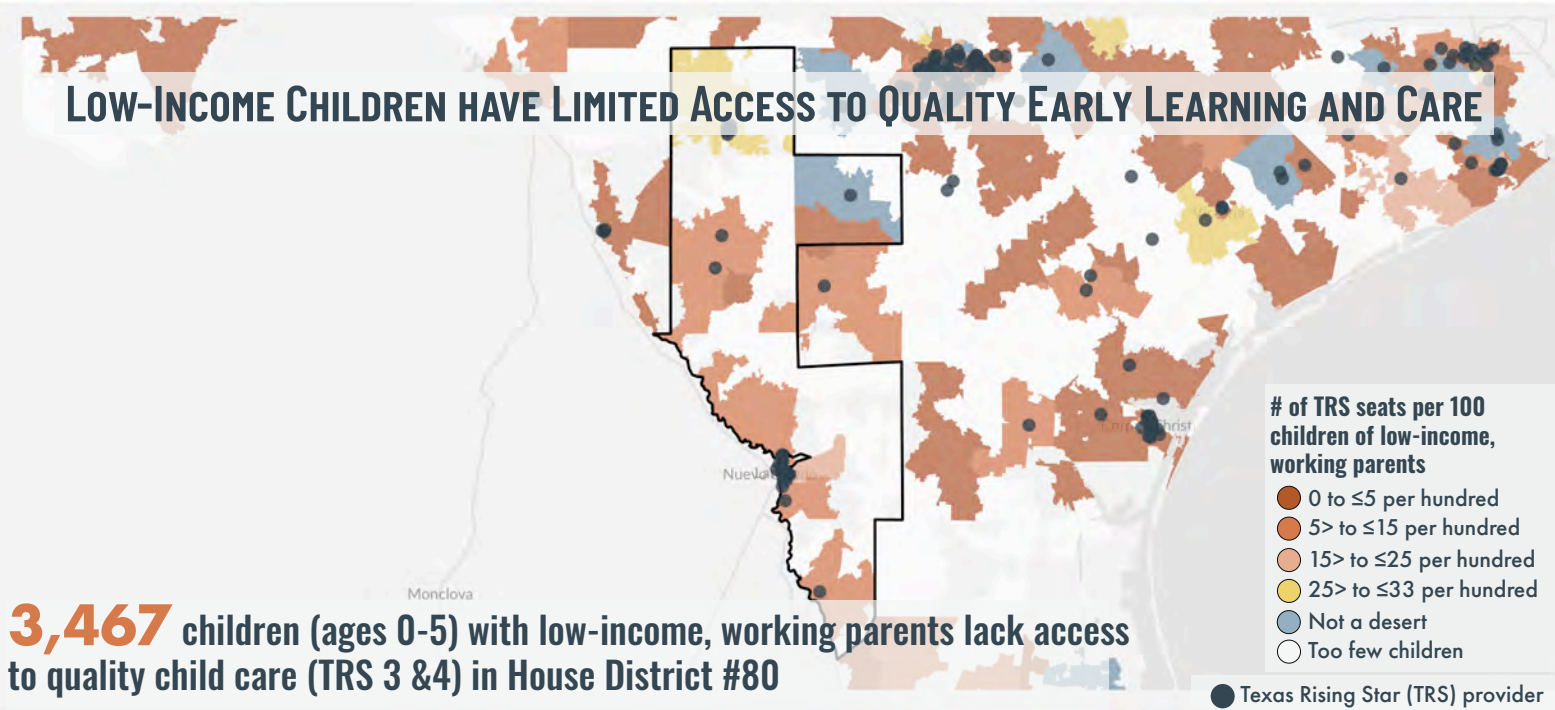 Low-Income Children have Limited Access to Quality Early Learning and Care
Monclova
3,467 children (ages 0-5) with low-income, working parents lack access
to quality child care (TRS 3 &4) in House District #80
# of TRS seats per 100
children of low-income,
working parents
0 to ≤5 per hundred
5> to ≤15 per hundred
15> to ≤25 per hundred
25> to ≤33 per hundred
Not a desert
Too few children
Texas Rising Star (TRS) provider